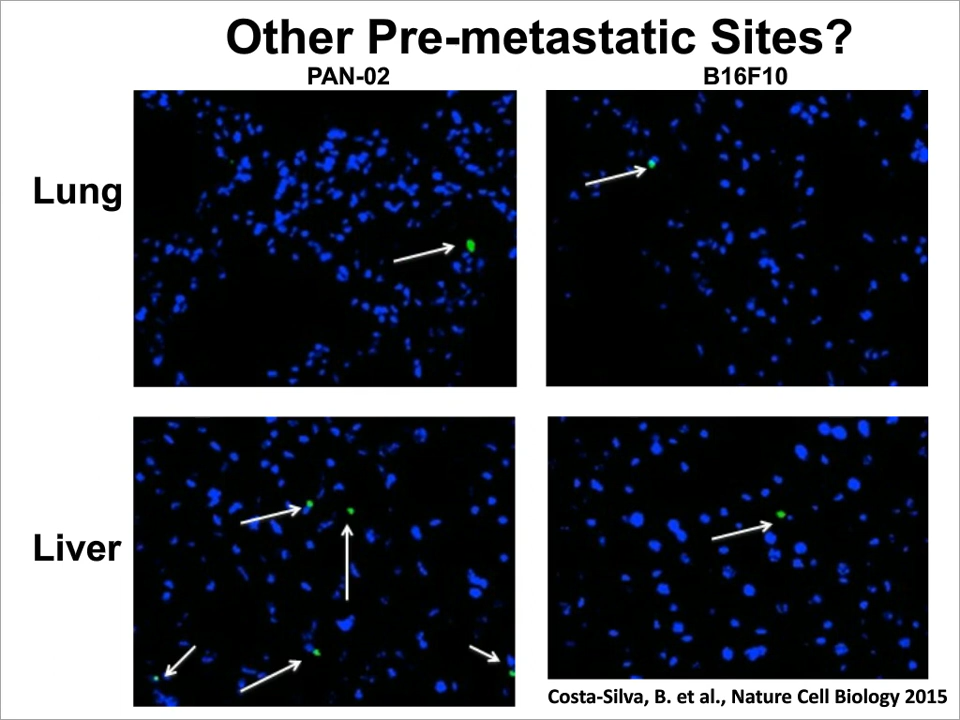 Other Pre-metastatic Sites?
PAN-02
B16F10
Lung
Liver
Costa-Silva, B. et al., Nature Cell Biology 2015